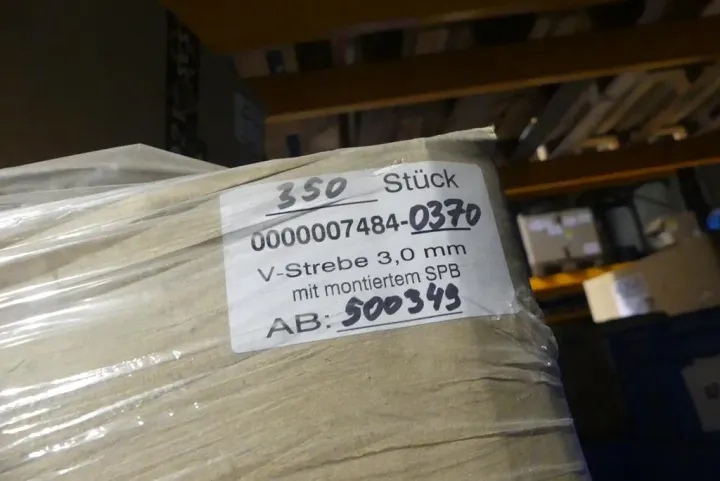 350 Stück
0000007484-0370
V-Strebe 3,0 mm
mit montiertem SPB
AB: 500349